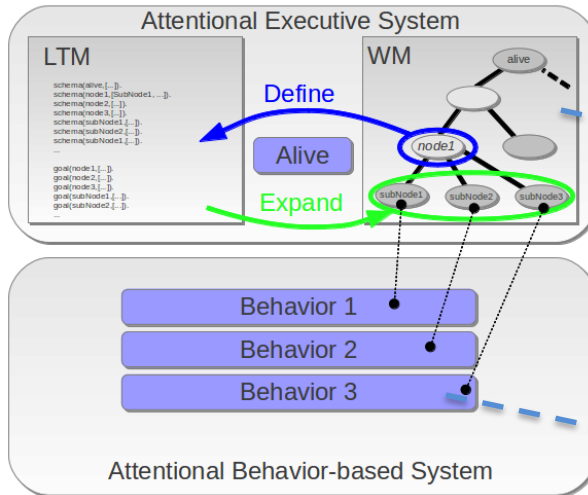 Attentional Executive System
LTM
schema(alive,[...]).
schema(node1,[SubNode1, ...]).
schema(node2,[...]).
schema(node3,[...]).
schema(subNode1,[...]).
schema(subNode2,[...]).
schema(subNode1,[...]).
...
goal(node1,[...].
goal(node2,[...].
goal(node3,[...].
goal(subNode1,[...].
goal(subNode2,[...].
...
Define
Alive
Expand
WM
alive
node1
subNode1
subNode2
subNode3
Behavior 1
Behavior 2
Behavior 3
Attentional Behavior-based System